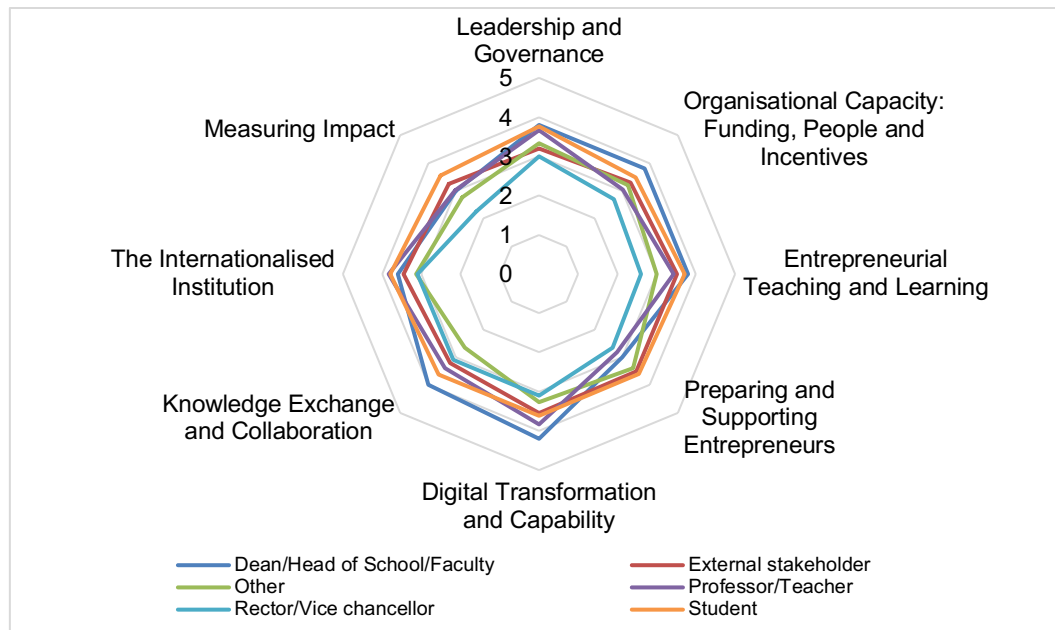 Leadership and
Governance
Organisational Capacity:
Funding, People and
Incentives
Entrepreneurial
Teaching and Learning
Preparing and
Supporting
Entrepreneurs
Digital Transformation
and Capability
Knowledge Exchange
and Collaboration
The Internationalised
Institution
Measuring Impact
5
4
3
2
1
0
Dean/Head of School/Faculty
External stakeholder
Other
Professor/Teacher
Rector/Vice chancellor
Student